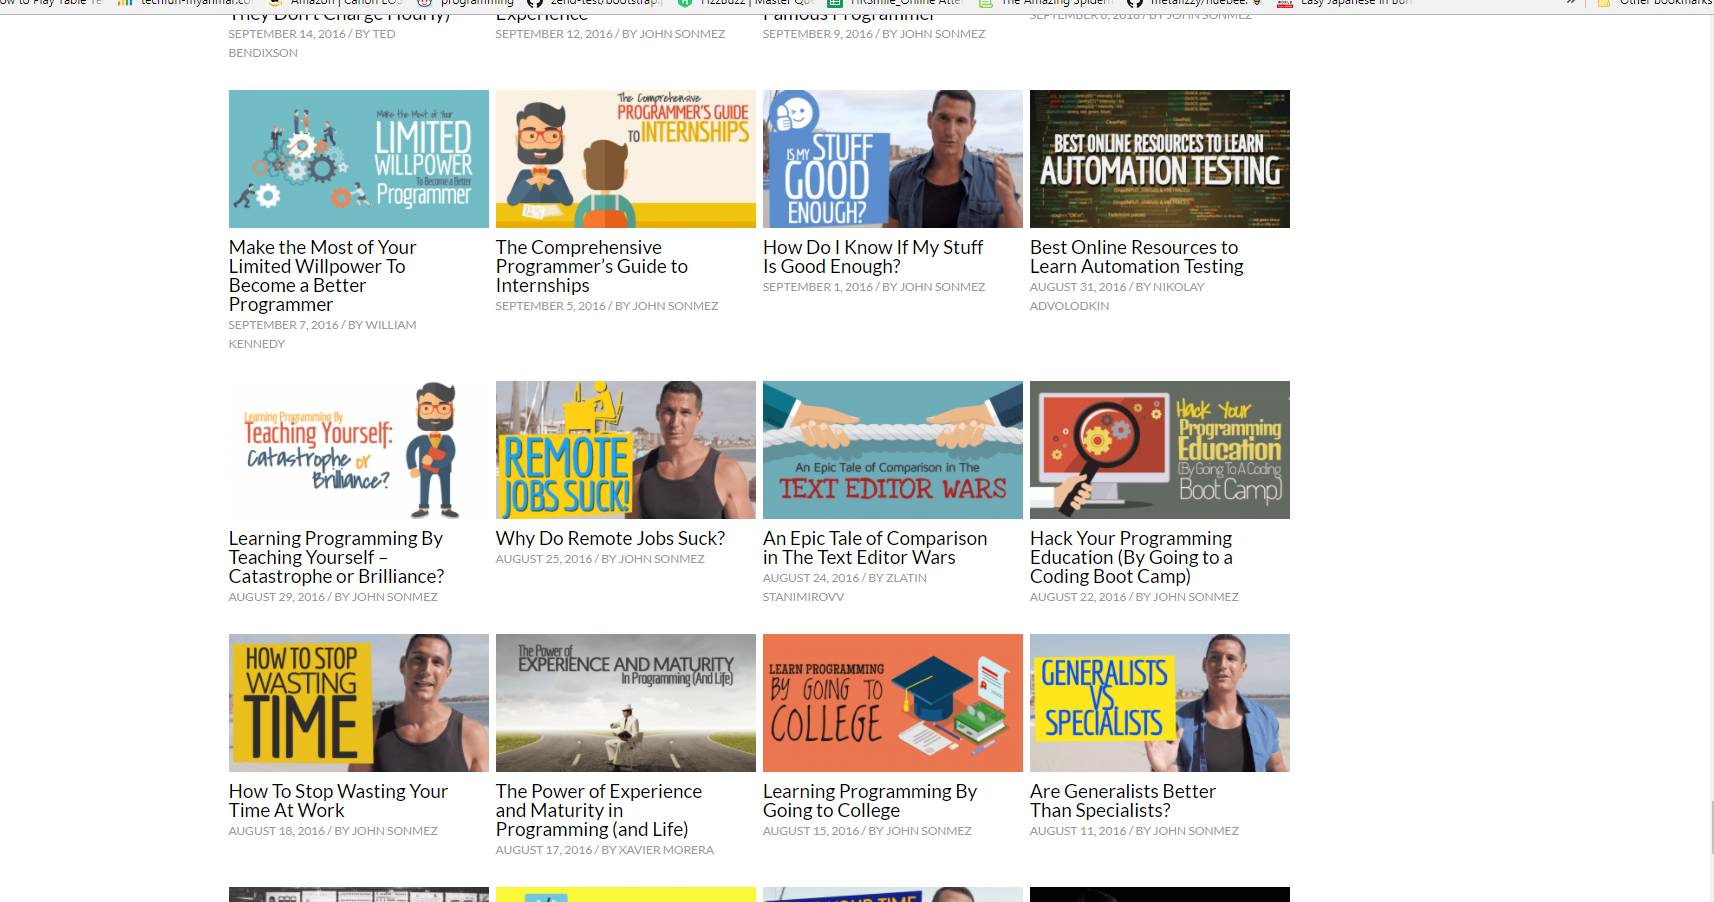 How to Play Table Te
techfun-myanmar.co
Amazon | Canon EOS
programming
zend-test/bootstrap.
FizzBuzz | Master Qu
HRSmile_Online Atte
The Amazing Spiderm
metafizzy/huebee:
Easy Japanese in Bur
»
Other bookmarks
They Don't Charge Hourly)
SEPTEMBER 14, 2016 / BY TED
BENDIXSON
Experience
SEPTEMBER 12, 2016 / BY JOHN SONMEZ
Famous Programmer
SEPTEMBER 9, 2016 / BY JOHN SONMEZ
SEPTEMBER 8, 2016 / BY JOHN SONMEZ
Make the Most of Your
LIMITED
WILLPOWER
To Become a Better
Programmer
The Comprehensive
PROGRAMMER'S GUIDE
TO INTERNSHIPS
IS MY STUFF
GOOD
ENOUGH?
BEST ONLINE RESOURCES TO LEARN
AUTOMATION TESTING
Make the Most of Your
Limited Willpower To
Become a Better
Programmer
SEPTEMBER 7, 2016 / BY WILLIAM
KENNEDY
The Comprehensive
Programmer's Guide to
Internships
SEPTEMBER 5, 2016 / BY JOHN SONMEZ
How Do I Know If My Stuff
Is Good Enough?
SEPTEMBER 1, 2016 / BY JOHN SONMEZ
Best Online Resources to
Learn Automation Testing
AUGUST 31, 2016 / BY NIKOLAY
ADVOLODKIN
Learning Programming By
Teaching Yourself:
Catastrophe or
Brilliance?
REMOTE
JOBS SUCK!
An Epic Tale of Comparison in The
TEXT EDITOR WARS
Hack Your
Programming
Education
(By Going To A Coding
Boot Camp)
Learning Programming By
Teaching Yourself –
Catastrophe or Brilliance?
AUGUST 29, 2016 / BY JOHN SONMEZ
Why Do Remote Jobs Suck?
AUGUST 25, 2016 / BY JOHN SONMEZ
An Epic Tale of Comparison
in The Text Editor Wars
AUGUST 24, 2016 / BY ZLATIN
STANIMIROVV
Hack Your Programming
Education (By Going to a
Coding Boot Camp)
AUGUST 22, 2016 / BY JOHN SONMEZ
HOW TO STOP
WASTING
TIME
The Power of
EXPERIENCE AND MATURITY
In Programming (And Life)
LEARN PROGRAMMING
BY GOING TO
COLLEGE
GENERALISTS
VS
SPECIALISTS
How To Stop Wasting Your
Time At Work
AUGUST 18, 2016 / BY JOHN SONMEZ
The Power of Experience
and Maturity in
Programming (and Life)
AUGUST 17, 2016 / BY XAVIER MORERA
Learning Programming By
Going to College
AUGUST 15, 2016 / BY JOHN SONMEZ
Are Generalists Better
Than Specialists?
AUGUST 11, 2016 / BY JOHN SONMEZ
YOUR TIME